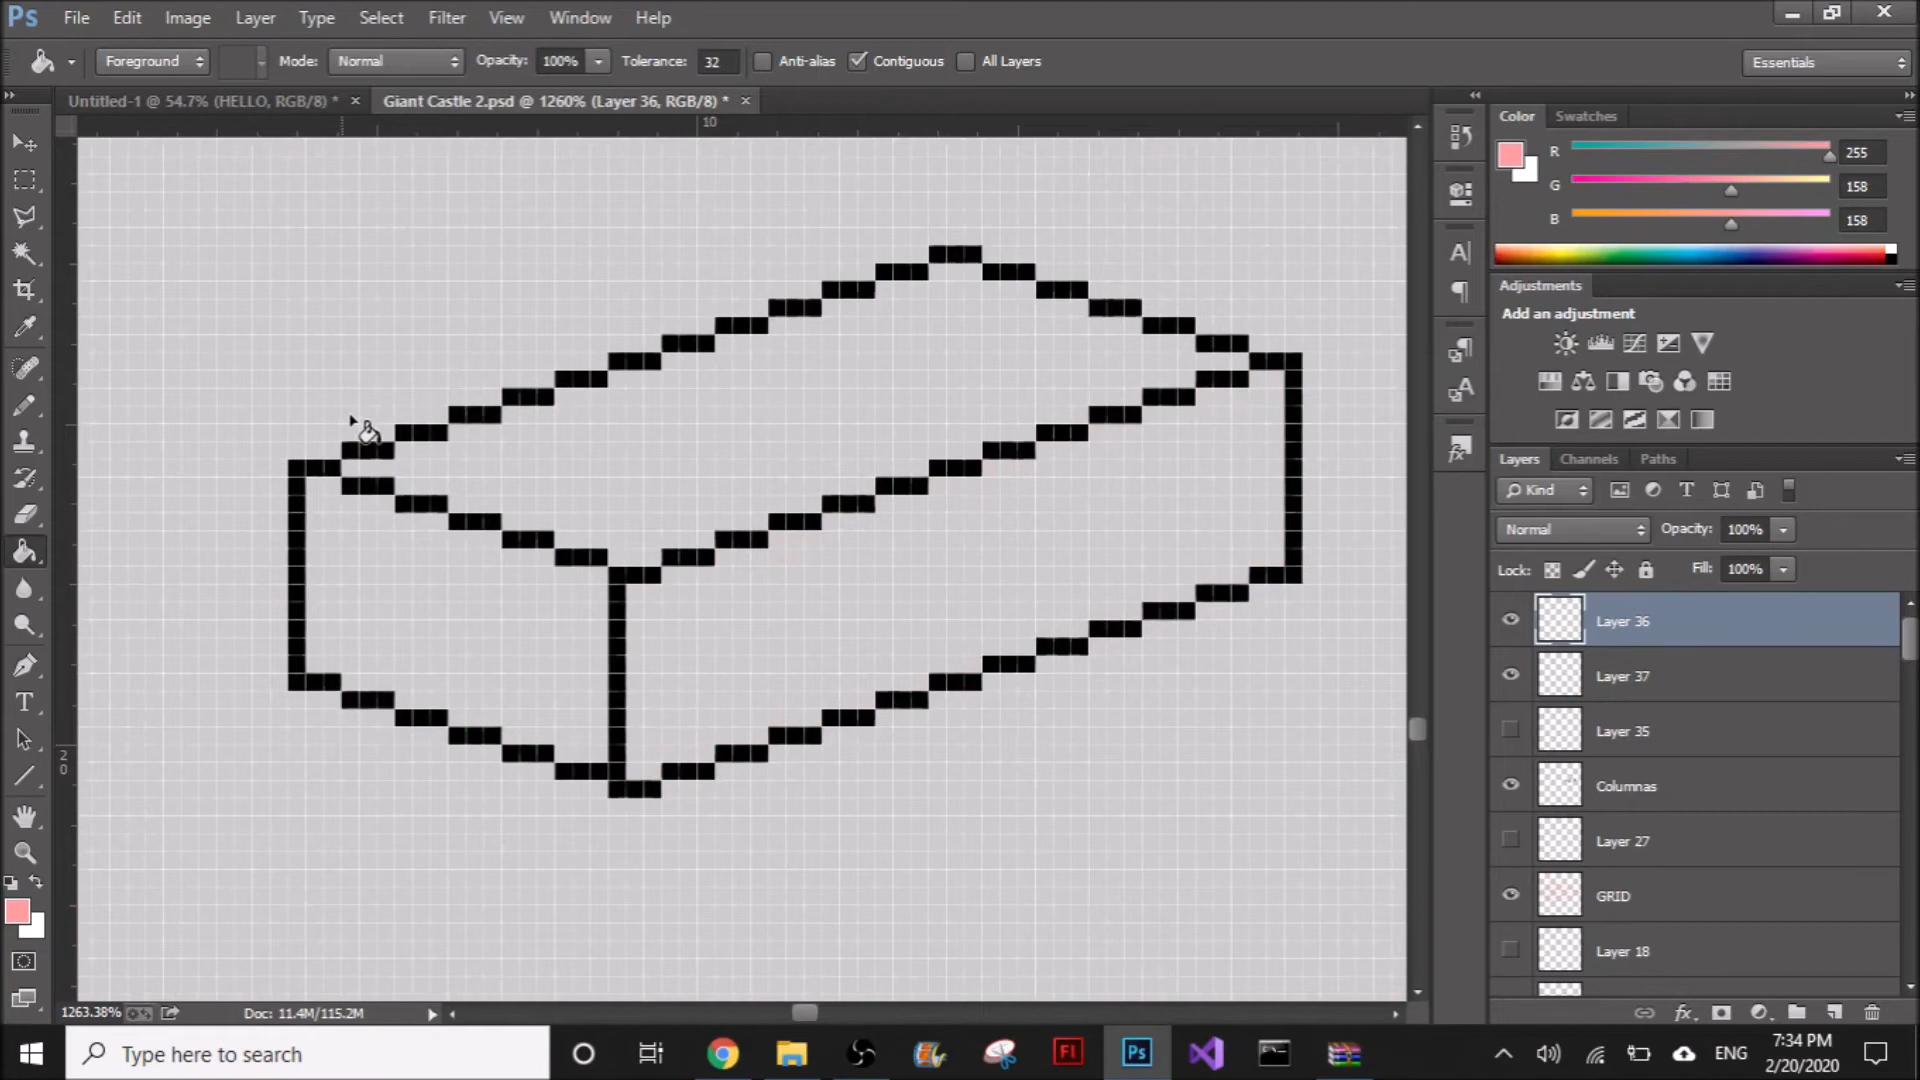 Ps File Edit Image Layer Type Select Filter View Window Help
Foreground Mode: Normal Opacity: 100% Tolerance: 32 Anti-alias Contiguous All Layers Essentials
Untitled-1 @ 54.7% (HELLO, RGB/8) * × Giant Castle 2.psd @ 1260% (Layer 36, RGB/8) * ×
10
20
Color Swatches
R 255
G 158
B 158
Adjustments
Add an adjustment
Layers Channels Paths
Kind
Normal Opacity: 100%
Lock: Fill: 100%
Layer 36
Layer 37
Layer 35
Columnas
Layer 27
GRID
Layer 18
1263.38% Doc: 11.4M/115.2M
Type here to search
Fl Ps ENG 7:34 PM
2/20/2020